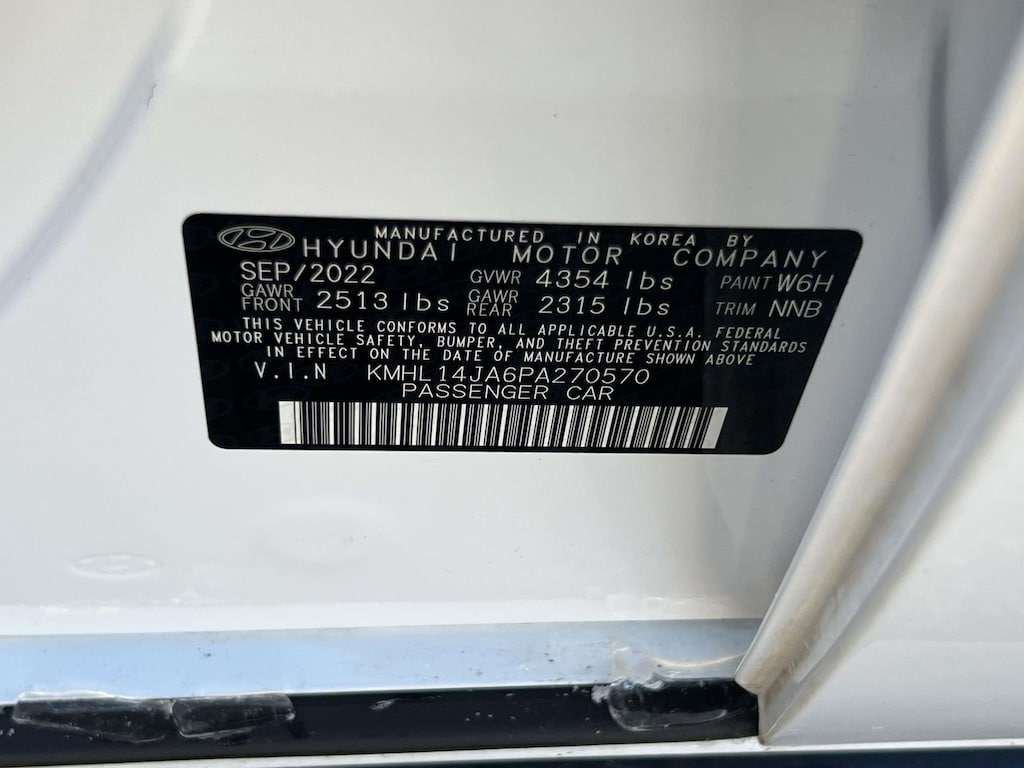 MANUFACTURED IN KOREA BY
HYUNDAI MOTOR COMPANY
SEP/2022 GVWR 4354 lbs PAINT W6H
GAWR FRONT 2513 lbs GAWR REAR 2315 lbs TRIM NNB
THIS VEHICLE CONFORMS TO ALL APPLICABLE U.S.A. FEDERAL
MOTOR VEHICLE SAFETY, BUMPER, AND THEFT PREVENTION STANDARDS
IN EFFECT ON THE DATE OF MANUFACTURE SHOWN ABOVE
V.I.N KMHL14JA6PA270570
PASSENGER CAR